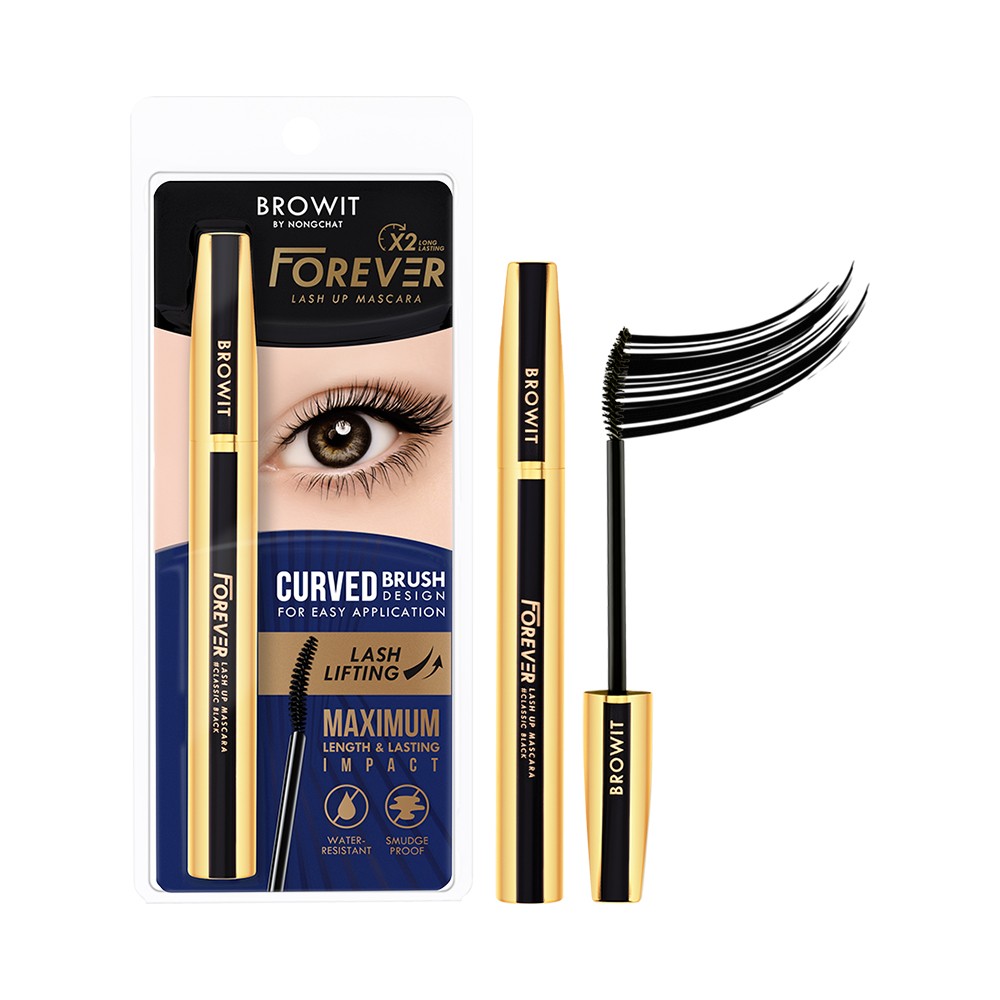 BROWIT
BY NONGCHAT
X2 LONG
LASTING
FOREVER
LASH UP MASCARA
BROWIT
FOREVER
LASH UP MASCARA
#CLASSIC BLACK
CURVED BRUSH
DESIGN
FOR EASY APPLICATION
LASH
LIFTING
MAXIMUM
LENGTH & LASTING
IMPACT
WATER-
RESISTANT
SMUDGE
PROOF
BROWIT
FOREVER
LASH UP MASCARA
#CLASSIC BLACK
BROWIT